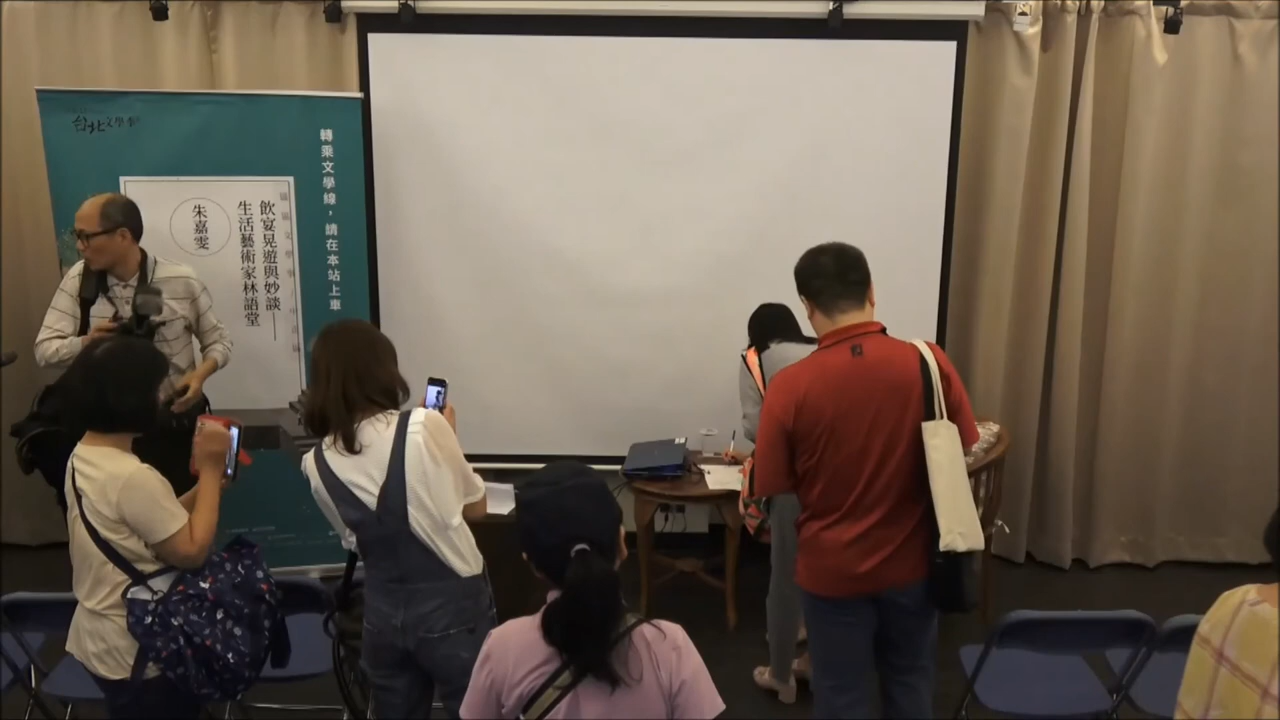 台北文學季
轉乘文學線，請在本站上車
飲宴晃遊與妙談——
生活藝術家林語堂
朱嘉雯